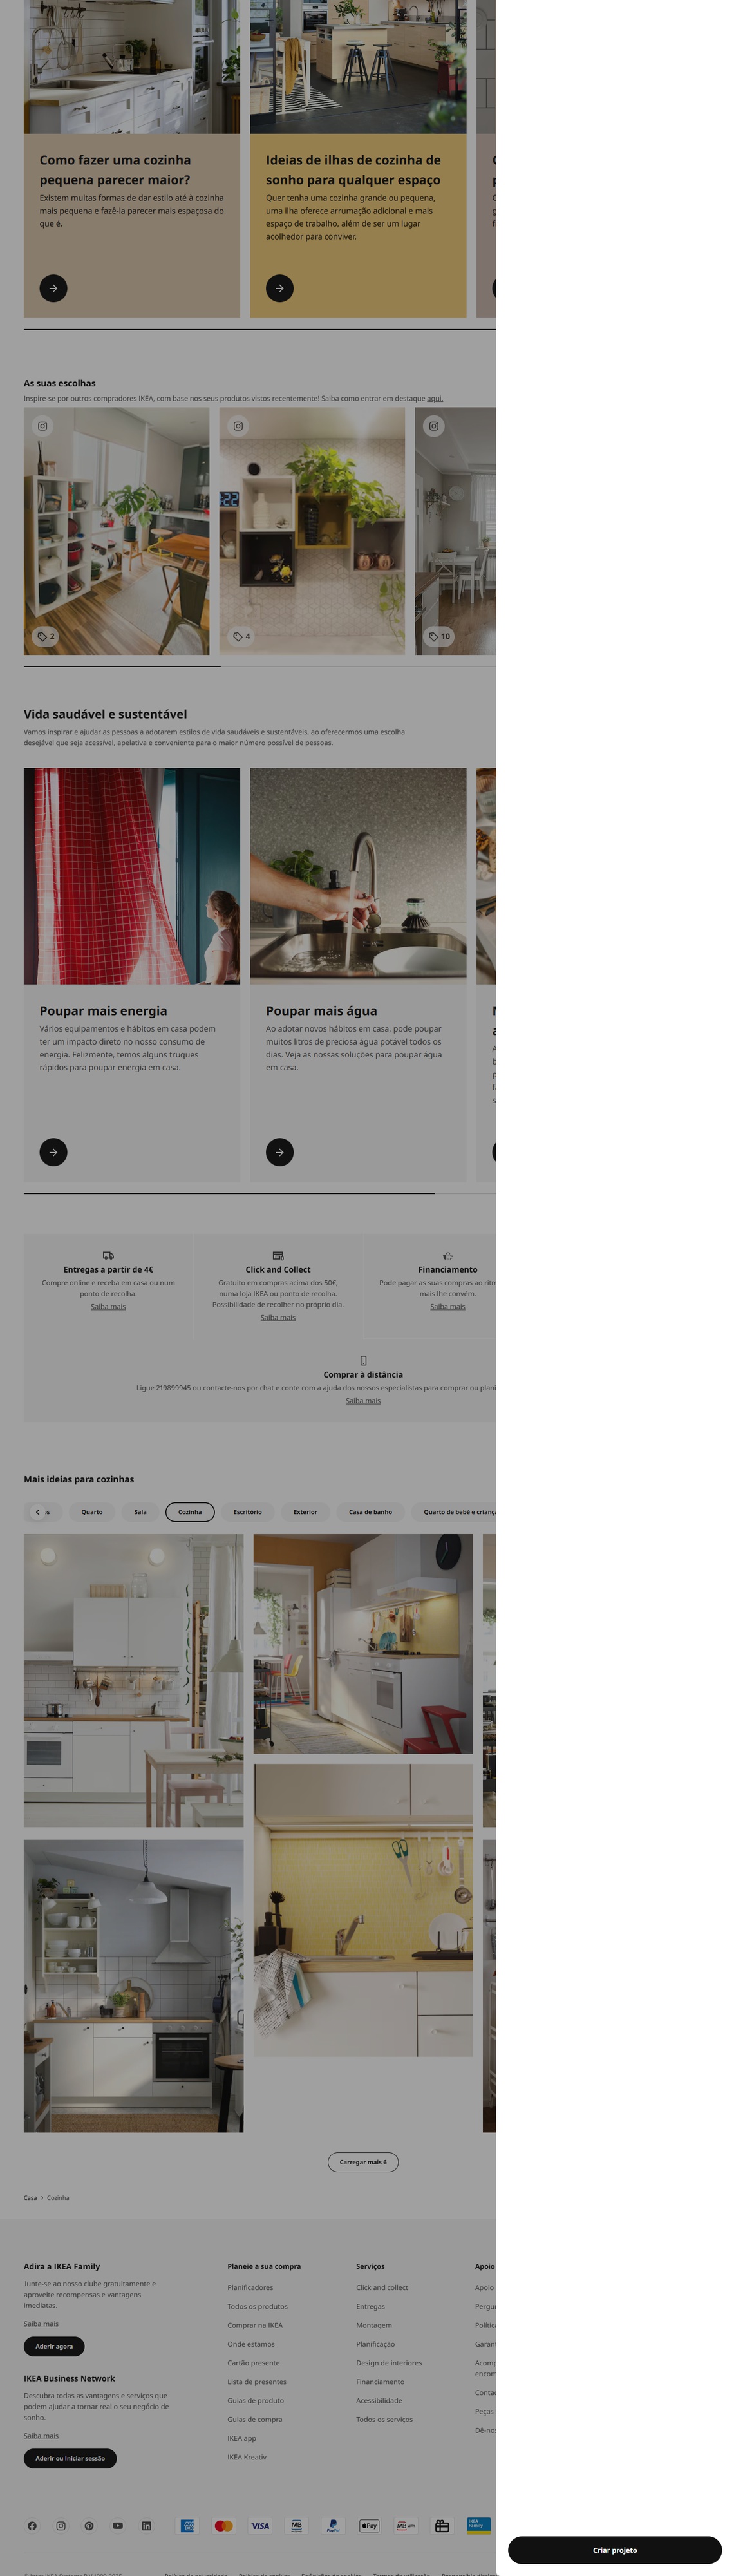 Como fazer uma cozinha
pequena parecer maior?
Existem muitas formas de dar estilo até à cozinha
mais pequena e fazê-la parecer mais espaçosa do
que é.
Ideias de ilhas de cozinha de
sonho para qualquer espaço
Quer tenha uma cozinha grande ou pequena,
uma ilha oferece arrumação adicional e mais
espaço de trabalho, além de ser um lugar
acolhedor para conviver.
As suas escolhas
Inspire-se por outros compradores IKEA, com base nos seus produtos vistos recentemente! Saiba como entrar em destaque aqui.
2
4
10
Vida saudável e sustentável
Vamos inspirar e ajudar as pessoas a adotarem estilos de vida saudáveis e sustentáveis, ao oferecermos uma escolha
desejável que seja acessível, apelativa e conveniente para o maior número possível de pessoas.
Poupar mais energia
Vários equipamentos e hábitos em casa podem
ter um impacto direto no nosso consumo de
energia. Felizmente, temos alguns truques
rápidos para poupar energia em casa.
Poupar mais água
Ao adotar novos hábitos em casa, pode poupar
muitos litros de preciosa água potável todos os
dias. Veja as nossas soluções para poupar água
em casa.
Entregas a partir de 4€
Compre online e receba em casa ou num
ponto de recolha.
Saiba mais
Click and Collect
Gratuito em compras acima dos 50€,
numa loja IKEA ou ponto de recolha.
Possibilidade de recolher no próprio dia.
Saiba mais
Financiamento
Pode pagar as suas compras ao ritm
mais lhe convém.
Saiba mais
Comprar à distância
Ligue 219899945 ou contacte-nos por chat e conte com a ajuda dos nossos especialistas para comprar ou plani
Saiba mais
Mais ideias para cozinhas
Quarto
Sala
Cozinha
Escritório
Exterior
Casa de banho
Quarto de bebé e criança
Carregar mais 6
Casa › Cozinha
Adira a IKEA Family
Junte-se ao nosso clube gratuitamente e
aproveite recompensas e vantagens
imediatas.
Saiba mais
Aderir agora
IKEA Business Network
Descubra todas as vantagens e serviços que
podem ajudar a tornar real o seu negócio de
sonho.
Saiba mais
Aderir ou iniciar sessão
Planeie a sua compra
Planificadores
Todos os produtos
Comprar na IKEA
Onde estamos
Cartão presente
Lista de presentes
Guias de produto
Guias de compra
IKEA app
IKEA Kreativ
Serviços
Click and collect
Entregas
Montagem
Planificação
Design de interiores
Financiamento
Acessibilidade
Todos os serviços
Apoio
Apoio
Pergu
Política
Garant
Acomp
encom
Contac
Peças
Dê-nos
VISA
MB
PayPal
Pay
MB WAY
IKEA
Family
Criar projeto